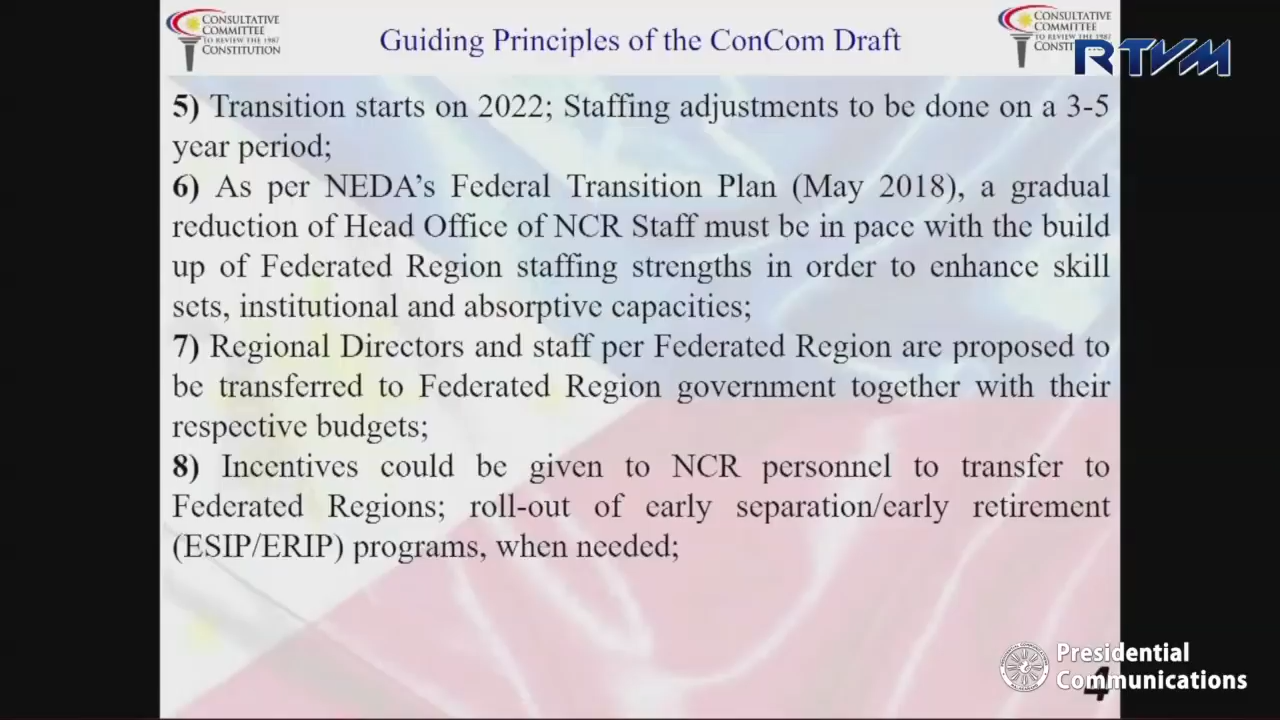 CONSULTATIVE
COMMITTEE
TO REVIEW THE 1987
CONSTITUTION
Guiding Principles of the ConCom Draft
CONSULTATIVE
COMMITTEE
TO REVIEW THE 1987
RTVM
5) Transition starts on 2022; Staffing adjustments to be done on a 3-5
year period;
6) As per NEDA’s Federal Transition Plan (May 2018), a gradual
reduction of Head Office of NCR Staff must be in pace with the build
up of Federated Region staffing strengths in order to enhance skill
sets, institutional and absorptive capacities;
7) Regional Directors and staff per Federated Region are proposed to
be transferred to Federated Region government together with their
respective budgets;
8) Incentives could be given to NCR personnel to transfer to
Federated Regions; roll-out of early separation/early retirement
(ESIP/ERIP) programs, when needed;
Presidential
Communications
4